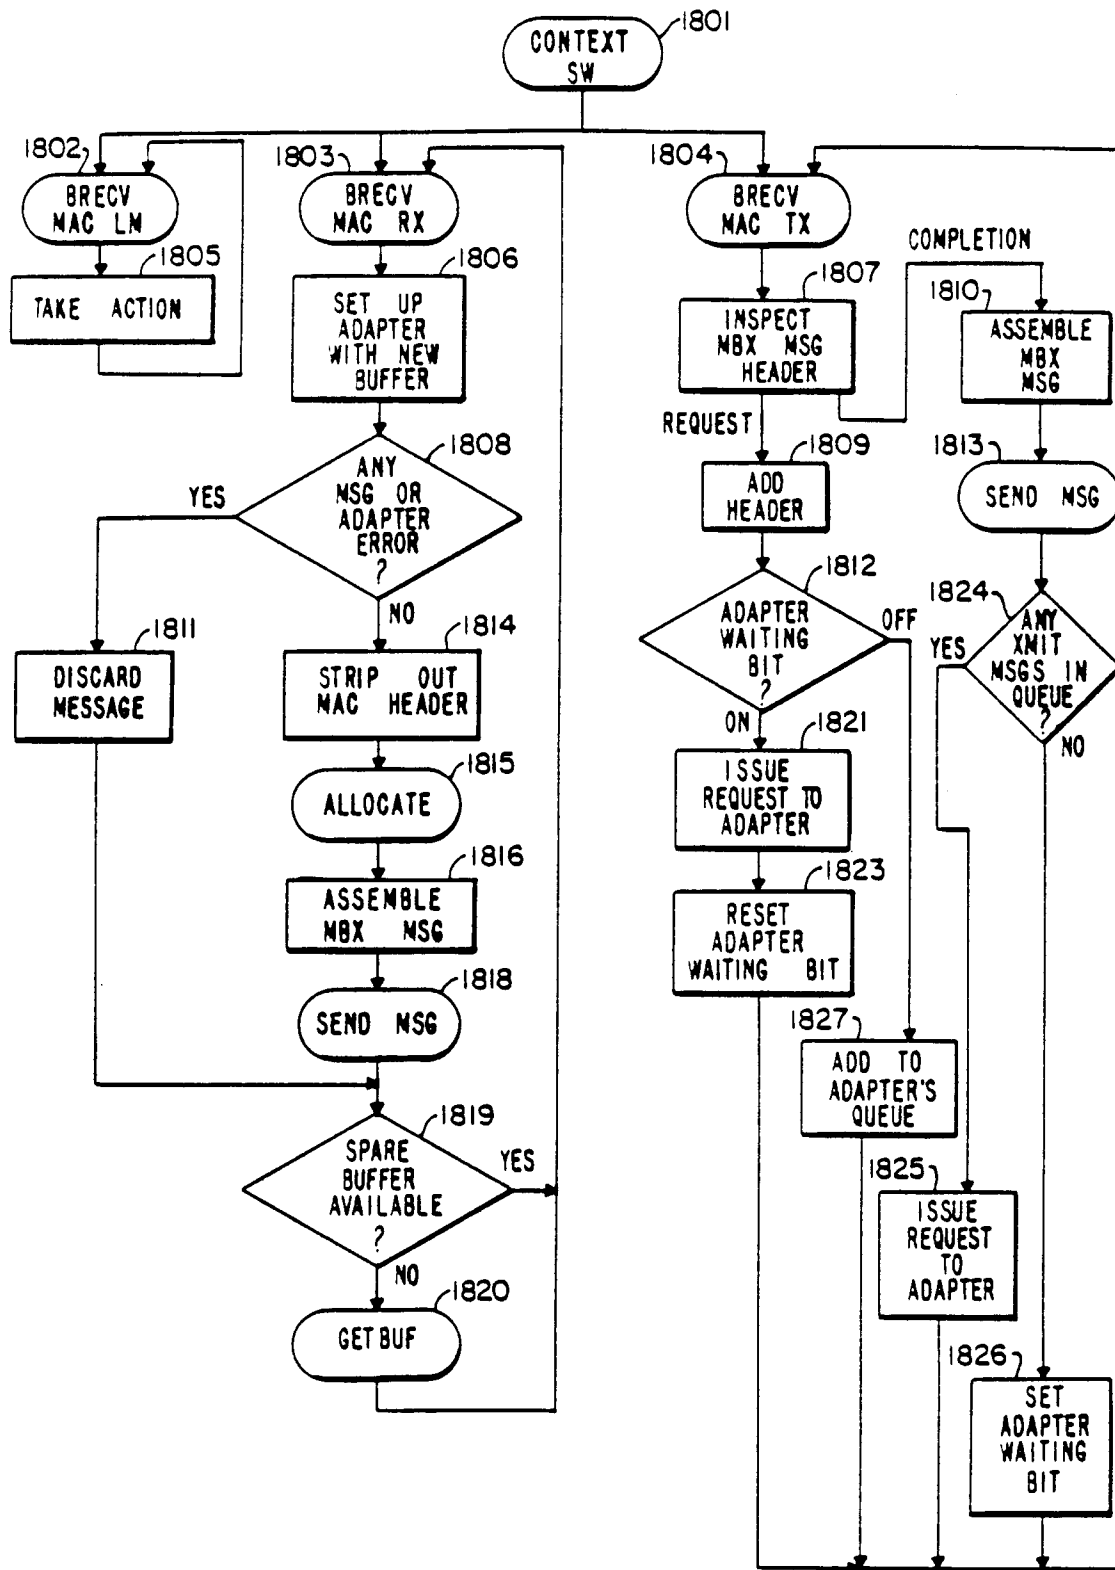 1801
CONTEXT
SW
1802
BRECV
MAC LM
1805
TAKE ACTION
1803
BRECV
MAC RX
1806
SET UP
ADAPTER
WITH NEW
BUFFER
1808
ANY
MSG OR
ADAPTER
ERROR
?
YES
NO
1811
DISCARD
MESSAGE
1814
STRIP OUT
MAC HEADER
1815
ALLOCATE
1816
ASSEMBLE
MBX MSG
1818
SEND MSG
1819
SPARE
BUFFER
AVAILABLE
?
YES
NO
1820
GETBUF
1804
BRECV
MAC TX
1807
INSPECT
MBX MSG
HEADER
COMPLETION
REQUEST
1809
ADD
HEADER
1812
ADAPTER
WAITING
BIT
?
OFF
ON
1821
ISSUE
REQUEST TO
ADAPTER
1823
RESET
ADAPTER
WAITING BIT
1827
ADD TO
ADAPTER'S
QUEUE
1810
ASSEMBLE
MBX
MSG
1813
SEND MSG
1824
ANY
XMIT
MSGS IN
QUEUE
?
YES
NO
1825
ISSUE
REQUEST
TO
ADAPTER
1826
SET
ADAPTER
WAITING
BIT